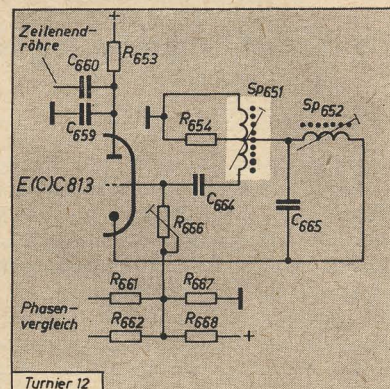 +
Zeilenend-
röhre
C660
R653
C659
Sp651
Sp652
R654
E(C)C 813
C664
R666
C665
R661
R667
Phasen-
vergleich
R662
R668
+
Turnier 12